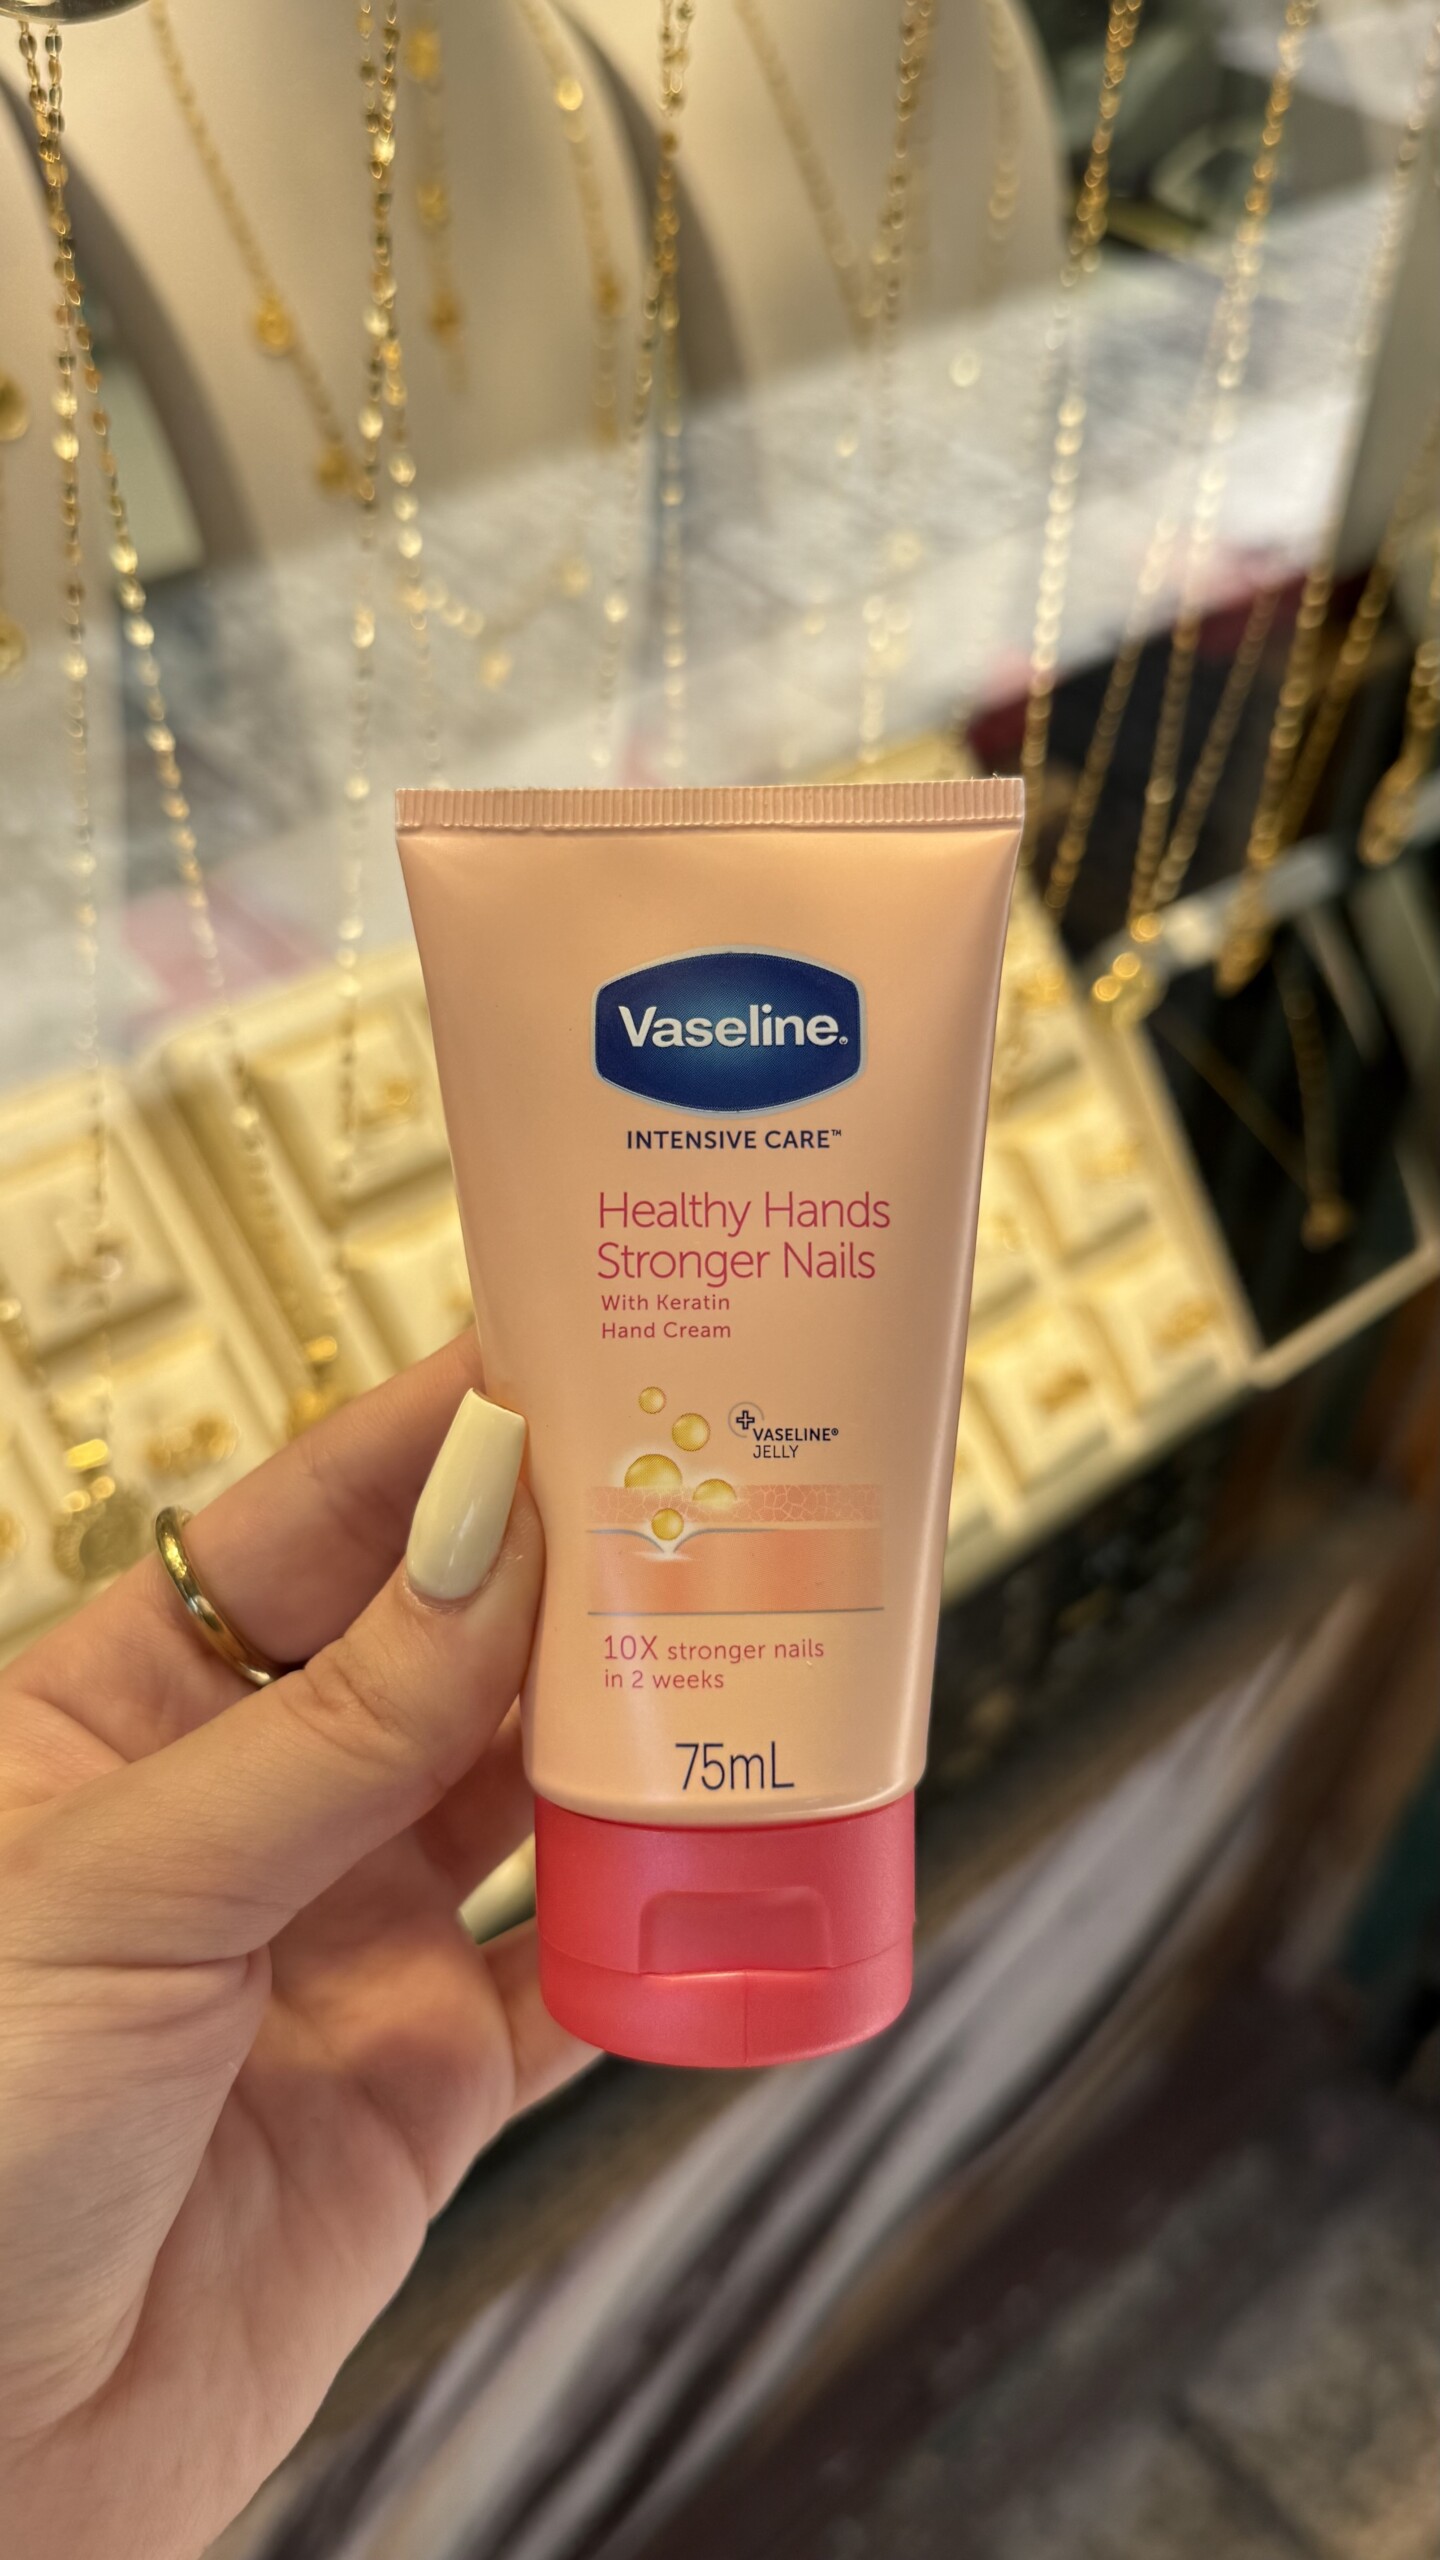 Vaseline®
INTENSIVE CARE™
Healthy Hands
Stronger Nails
With Keratin
Hand Cream
VASELINE®
JELLY
10X stronger nails
in 2 weeks
75mL